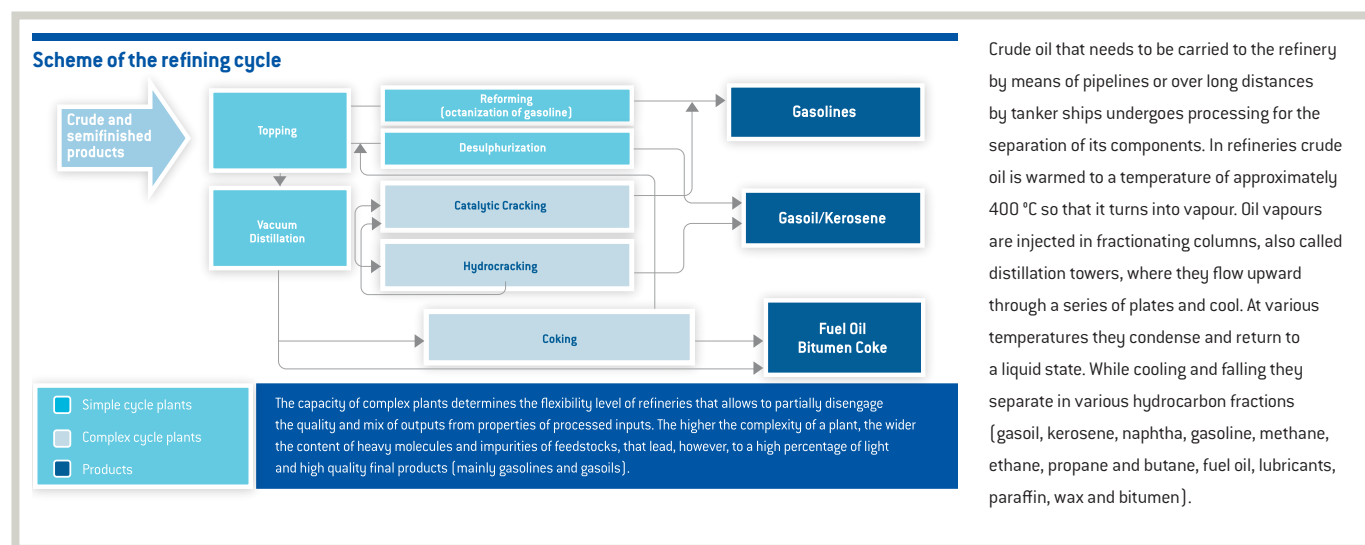 Scheme of the refining cycle
Crude and
semifinished
products
Topping
Reforming
(octanization of gasoline)
Gasolines
Desulphurization
Vacuum
Distillation
Catalytic Cracking
Gasoil/Kerosene
Hydrocracking
Coking
Fuel Oil
Bitumen Coke
Simple cycle plants
Complex cycle plants
Products
The capacity of complex plants determines the flexibility level of refineries that allows to partially disengage
the quality and mix of outputs from properties of processed inputs. The higher the complexity of a plant, the wider
the content of heavy molecules and impurities of feedstocks, that lead, however, to a high percentage of light
and high quality final products (mainly gasolines and gasoils).
Crude oil that needs to be carried to the refinery
by means of pipelines or over long distances
by tanker ships undergoes processing for the
separation of its components. In refineries crude
oil is warmed to a temperature of approximately
400 °C so that it turns into vapour. Oil vapours
are injected in fractionating columns, also called
distillation towers, where they flow upward
through a series of plates and cool. At various
temperatures they condense and return to
a liquid state. While cooling and falling they
separate in various hydrocarbon fractions
(gasoil, kerosene, naphtha, gasoline, methane,
ethane, propane and butane, fuel oil, lubricants,
paraffin, wax and bitumen).